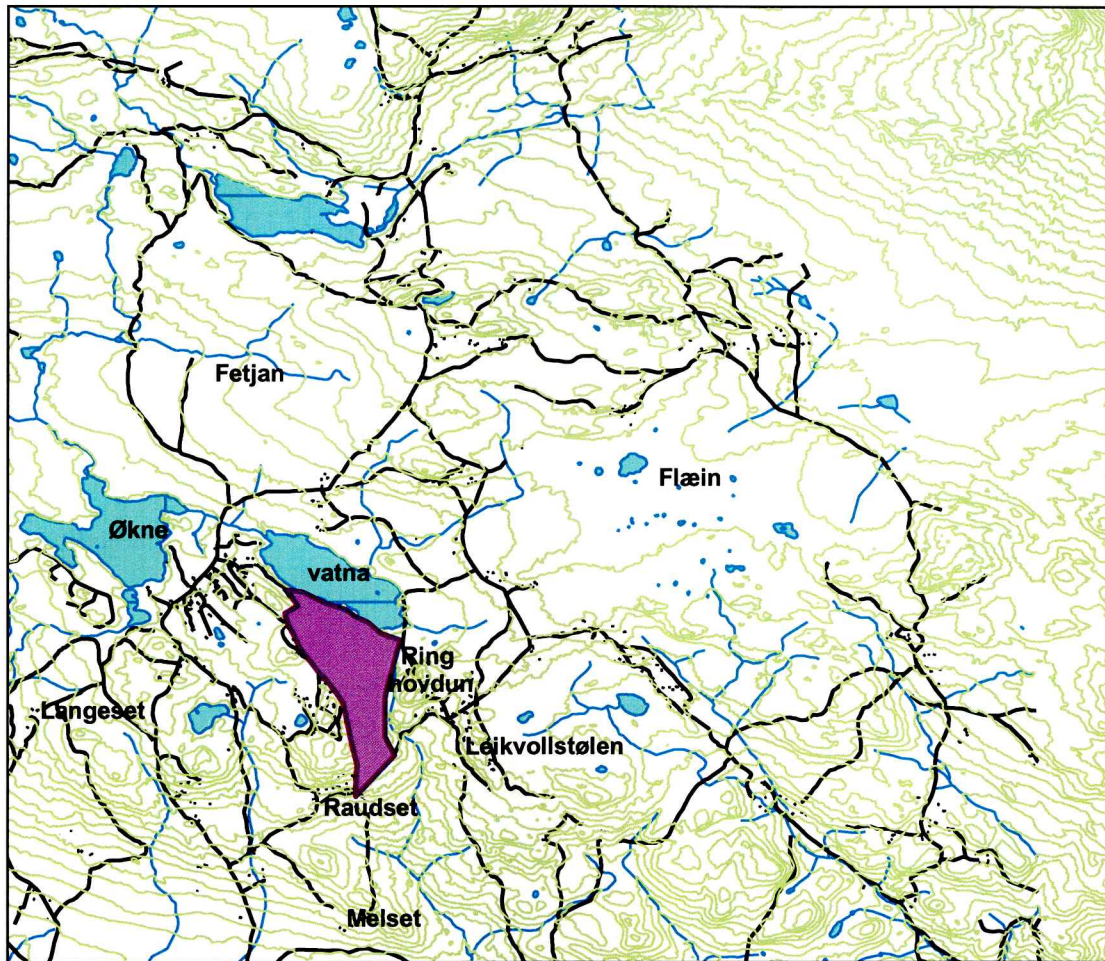 Fetjan
Flæin
Økne
vatna
Ring
hovdun
Langeset
Leikvollstølen
Raudset
Melset